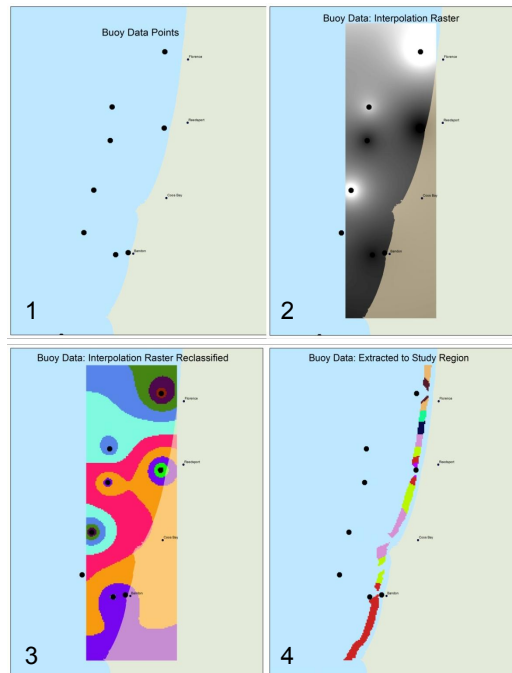 Buoy Data Points
Florence
Reedsport
Coos Bay
Bandon
1
Buoy Data: Interpolation Raster
Florence
Reedsport
Coos Bay
Bandon
2
Buoy Data: Interpolation Raster Reclassified
Florence
Reedsport
Coos Bay
Bandon
3
Buoy Data: Extracted to Study Region
Florence
Reedsport
Coos Bay
Bandon
4